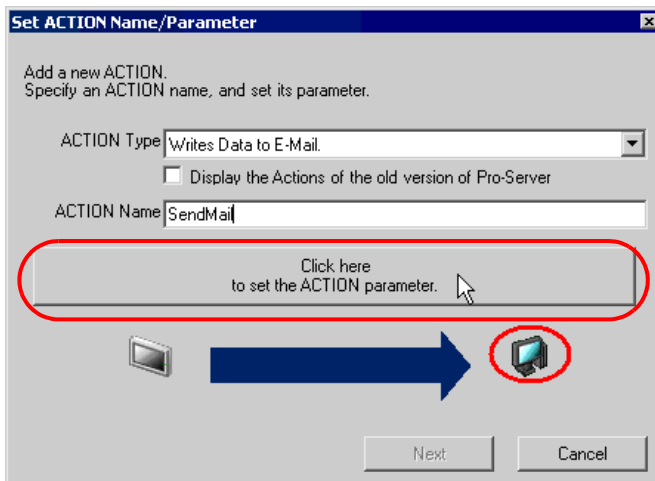 Set ACTION Name/Parameter
Add a new ACTION.
Specify an ACTION name, and set its parameter.
ACTION Type Writes Data to E-Mail.
Display the Actions of the old version of Pro-Server
ACTION Name SendMail
Click here
to set the ACTION parameter.
Next Cancel